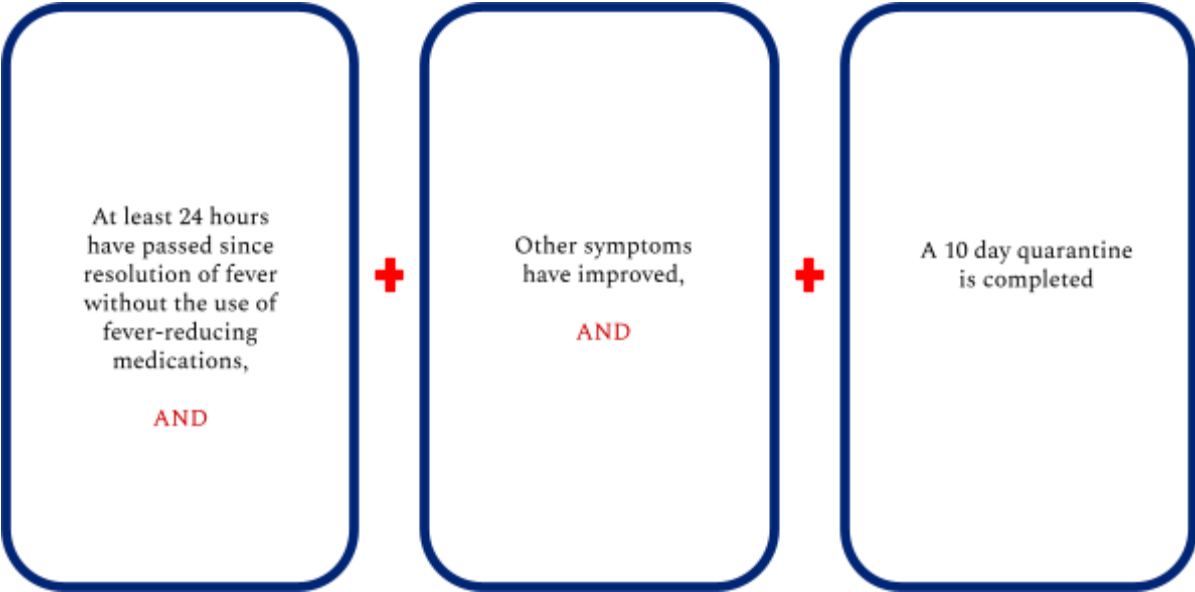 At least 24 hours
have passed since
resolution of fever
without the use of
fever-reducing
medications,
AND
Other symptoms
have improved,
AND
A 10 day quarantine
is completed